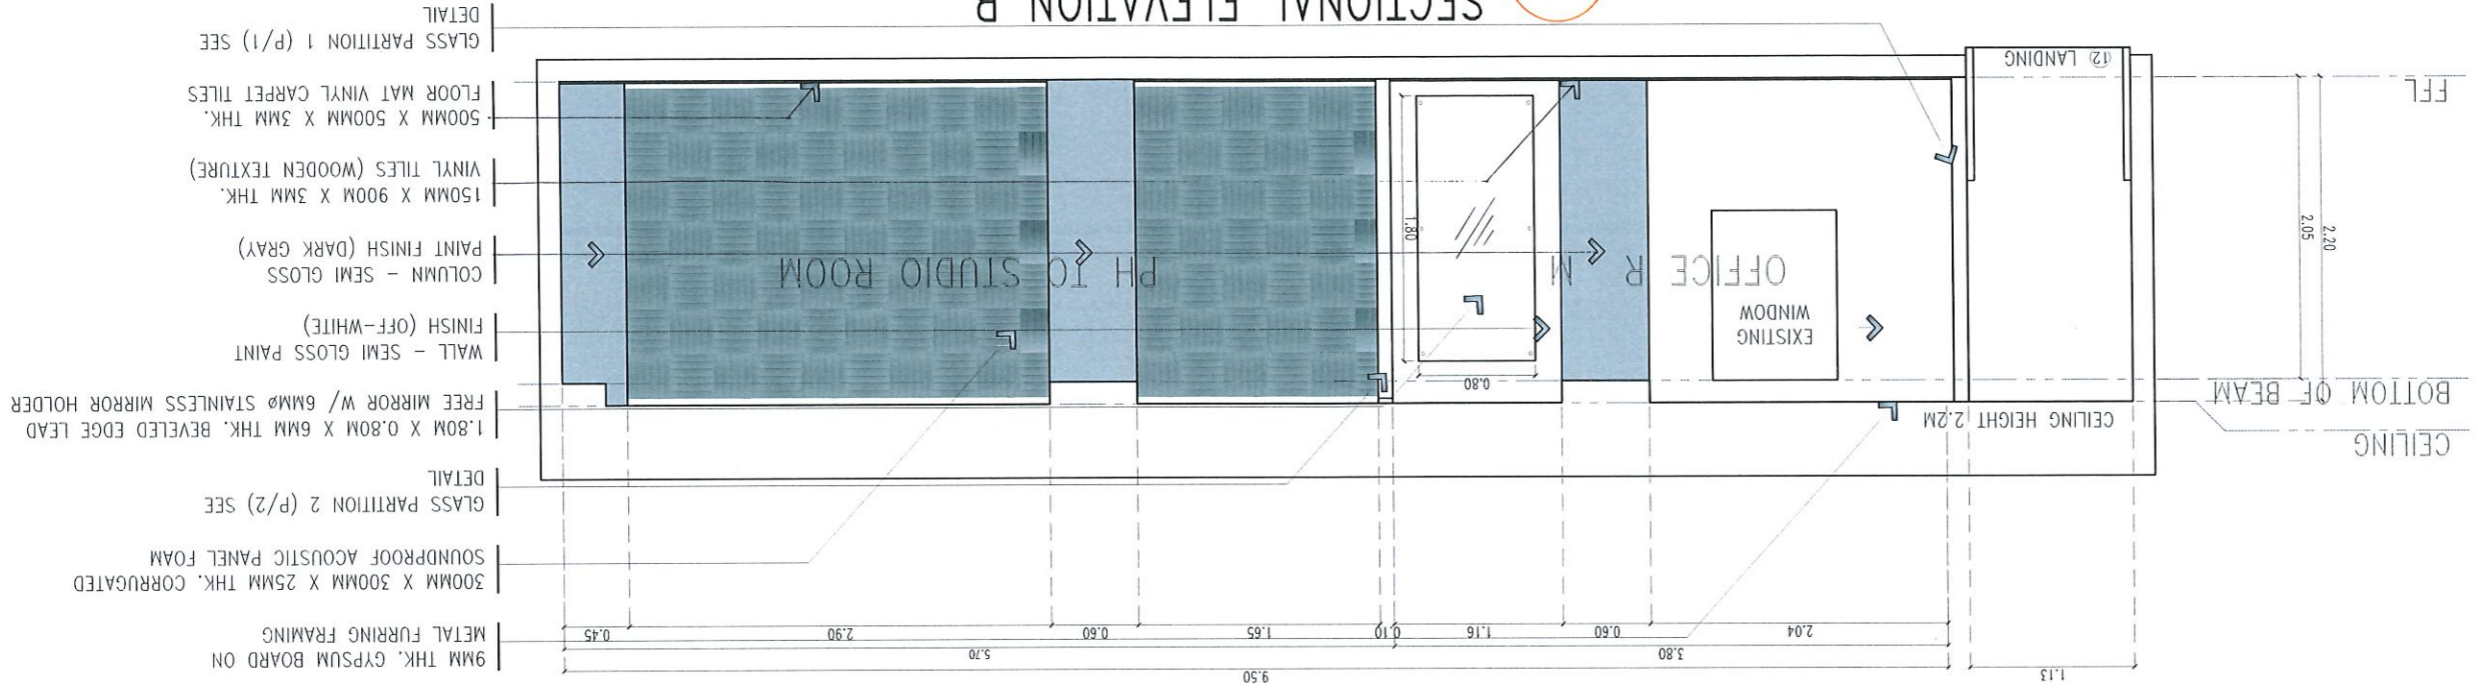 1.13
9.50
3.80
5.70
2.04
0.60
1.16
0.10
1.65
0.60
2.90
0.45
9MM THK. GYPSUM BOARD ON
METAL FURRING FRAMING
300MM X 300MM X 25MM THK. CORRUGATED
SOUNDPROOF ACOUSTIC PANEL FOAM
GLASS PARTITION 2 (P/2) SEE
DETAIL
1.80M X 0.80M X 6MM THK. BEVELED EDGE LEAD
FREE MIRROR W/ 6MMø STAINLESS MIRROR HOLDER
WALL - SEMI GLOSS PAINT
FINISH (OFF-WHITE)
COLUMN - SEMI GLOSS
PAINT FINISH (DARK GRAY)
150MM X 900M X 3MM THK.
VINYL TILES (WOODEN TEXTURE)
500MM X 500MM X 3MM THK.
FLOOR MAT VINYL CARPET TILES
GLASS PARTITION 1 (P/1) SEE
DETAIL
CEILING
BOTTOM OF BEAM
CEILING HEIGHT 2.2M
2.20
2.05
FFL
EXISTING
WINDOW
0.80
1.80
OFFICE R M
PH TO STUDIO ROOM
12 LANDING
SECTIONAL ELEVATION